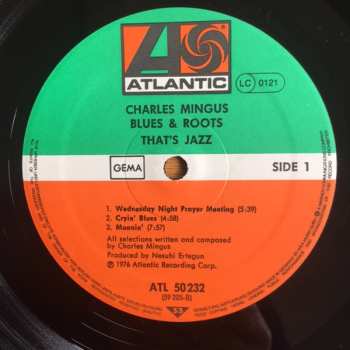 ATLANTIC
LC 0121
CHARLES MINGUS
BLUES & ROOTS
THAT'S JAZZ
GEMA
SIDE 1
1. Wednesday Night Prayer Meeting (5:39)
2. Cryin' Blues (4:58)
3. Moanin' (7:57)
All selections written and composed
by Charles Mingus
Produced by Nesuhi Ertegun
℗ 1976 Atlantic Recording Corp.
ATL 50 232